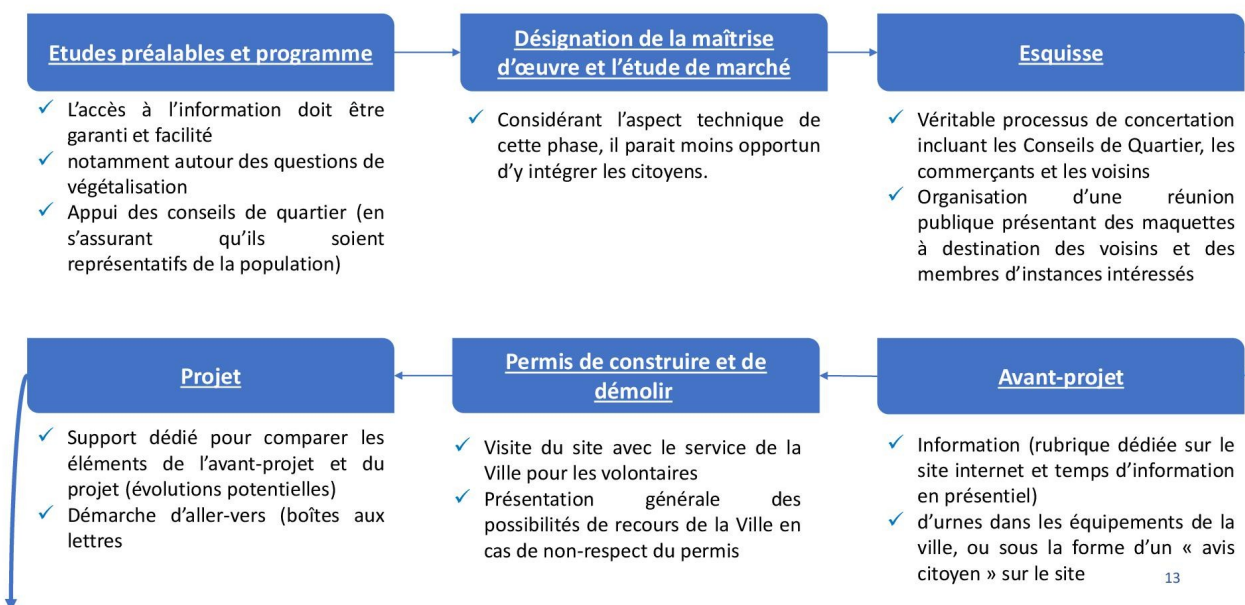 Etudes préalables et programme
✓ L'accès à l'information doit être
garanti et facilité
✓ notamment autour des questions de
végétalisation
✓ Appui des conseils de quartier (en
s'assurant qu'ils soient
représentatifs de la population)
Désignation de la maîtrise
d'œuvre et l'étude de marché
✓ Considérant l'aspect technique de
cette phase, il parait moins opportun
d'y intégrer les citoyens.
Esquisse
✓ Véritable processus de concertation
incluant les Conseils de Quartier, les
commerçants et les voisins
✓ Organisation d'une réunion
publique présentant des maquettes
à destination des voisins et des
membres d'instances intéressés
Avant-projet
✓ Information (rubrique dédiée sur le
site internet et temps d'information
en présentiel)
✓ d'urnes dans les équipements de la
ville, ou sous la forme d'un « avis
citoyen » sur le site
Permis de construire et de
démolir
✓ Visite du site avec le service de la
Ville pour les volontaires
✓ Présentation générale des
possibilités de recours de la Ville en
cas de non-respect du permis
Projet
✓ Support dédié pour comparer les
éléments de l'avant-projet et du
projet (évolutions potentielles)
✓ Démarche d'aller-vers (boîtes aux
lettres
13